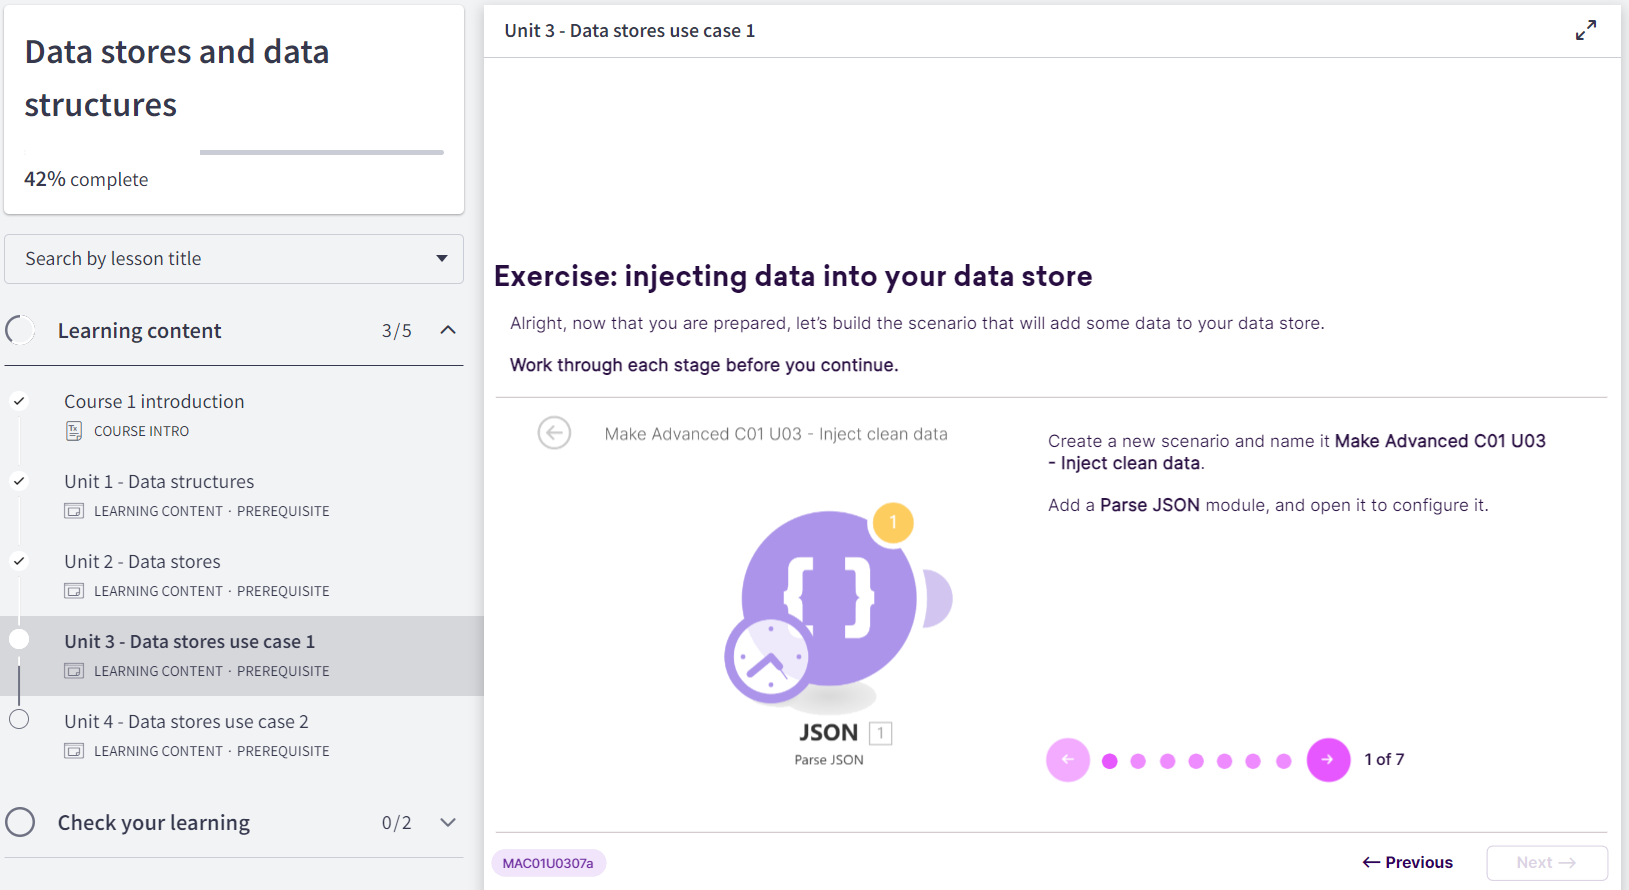 Data stores and data
structures
42% complete
Search by lesson title
Learning content 3/5
Course 1 introduction
COURSE INTRO
Unit 1 - Data structures
LEARNING CONTENT · PREREQUISITE
Unit 2 - Data stores
LEARNING CONTENT · PREREQUISITE
Unit 3 - Data stores use case 1
LEARNING CONTENT · PREREQUISITE
Unit 4 - Data stores use case 2
LEARNING CONTENT · PREREQUISITE
Check your learning 0/2
Unit 3 - Data stores use case 1
Exercise: injecting data into your data store
Alright, now that you are prepared, let’s build the scenario that will add some data to your data store.
Work through each stage before you continue.
Make Advanced C01 U03 - Inject clean data
1
{ }
JSON 1
Parse JSON
Create a new scenario and name it Make Advanced C01 U03
- Inject clean data.
Add a Parse JSON module, and open it to configure it.
← → 1 of 7
MAC01U0307a
← Previous
Next →